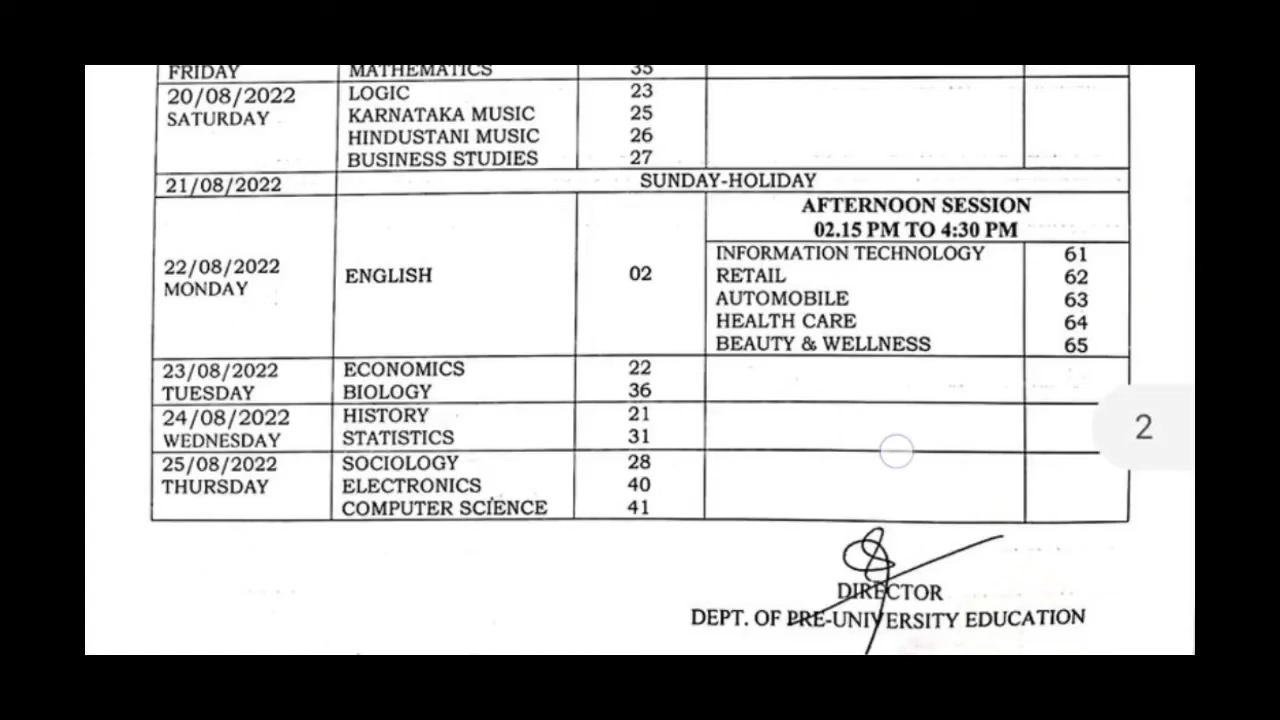 FRIDAY MATHEMATICS 35
20/08/2022 LOGIC 23
SATURDAY KARNATAKA MUSIC 25
HINDUSTANI MUSIC 26
BUSINESS STUDIES 27
21/08/2022 SUNDAY-HOLIDAY
AFTERNOON SESSION
02.15 PM TO 4:30 PM
22/08/2022
MONDAY
ENGLISH 02
INFORMATION TECHNOLOGY 61
RETAIL 62
AUTOMOBILE 63
HEALTH CARE 64
BEAUTY & WELLNESS 65
23/08/2022 ECONOMICS 22
TUESDAY BIOLOGY 36
24/08/2022 HISTORY 21
WEDNESDAY STATISTICS 31
25/08/2022 SOCIOLOGY 28
THURSDAY ELECTRONICS 40
COMPUTER SCIENCE 41
2
DIRECTOR
DEPT. OF PRE-UNIVERSITY EDUCATION